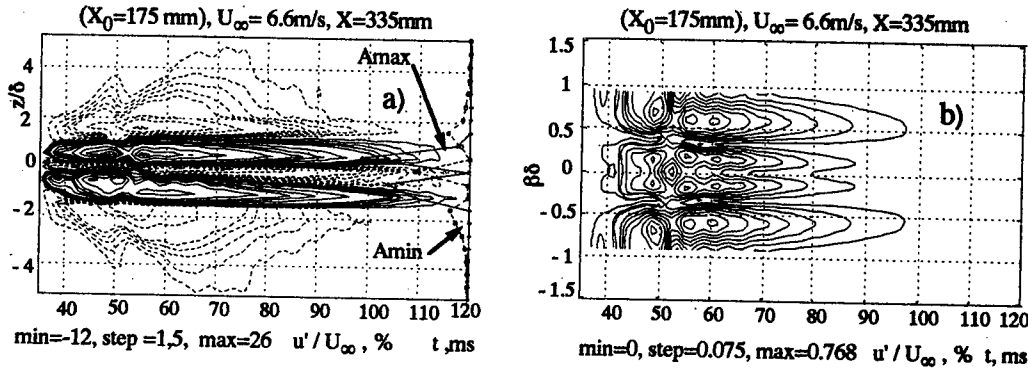 (X₀=175 mm), U∞= 6.6m/s, X=335mm
Amax
a)
z/δ
4
2
0
-2
-4
Amin
40 50 60 70 80 90 100 110 120
min=-12, step =1,5, max=26 u' / U∞ , % t ,ms
(X₀=175mm), U∞= 6.6m/s, X=335mm
b)
βδ
1.5
1
0.5
0
-0.5
-1
-1.5
40 50 60 70 80 90 100 110 120
min=0, step=0.075, max=0.768 u' / U∞ , % t, ms